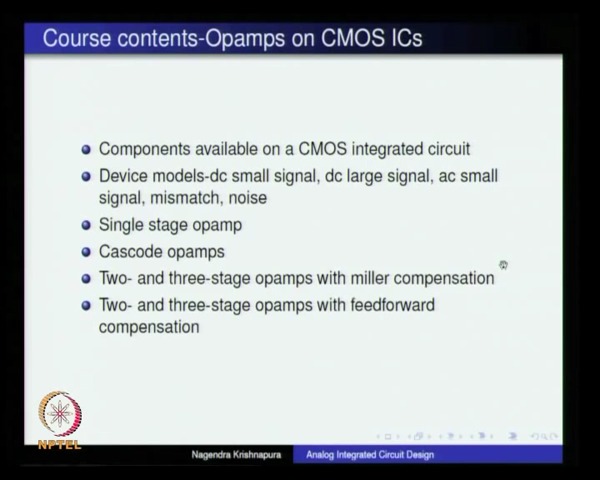 Course contents-Opamps on CMOS ICs
Components available on a CMOS integrated circuit
Device models-dc small signal, dc large signal, ac small
signal, mismatch, noise
Single stage opamp
Cascode opamps
Two- and three-stage opamps with miller compensation
Two- and three-stage opamps with feedforward
compensation
NPTEL
Nagendra Krishnapura
Analog Integrated Circuit Design